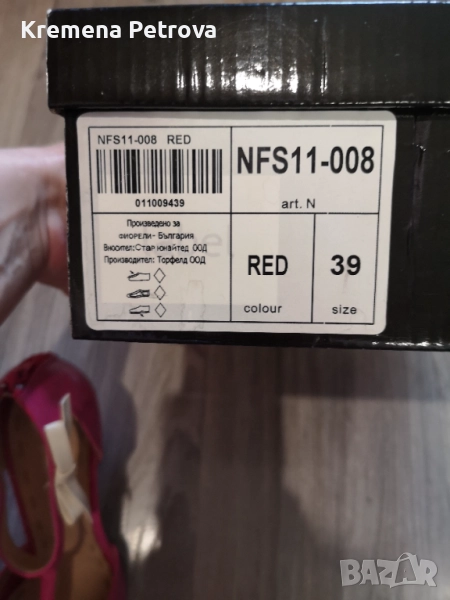 Kremena Petrova
NFS11-008 RED
011009439
NFS11-008
art. N
Произведено за
ФИОРЕЛИ - България
Вносител: Стар юнайтед ООД
Производител: Торфелд ООД
RED
colour
39
size
BAZAR